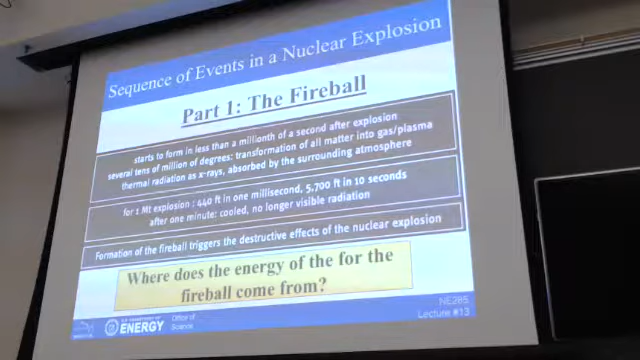 Sequence of Events in a Nuclear Explosion
Part 1: The Fireball
starts to form in less than a millionth of a second after explosion
several tens of million of degrees: transformation of all matter into gas/plasma
thermal radiation as x-rays, absorbed by the surrounding atmosphere
for 1 Mt explosion : 440 ft in one millisecond, 5,700 ft in 10 seconds
after one minute: cooled, no longer visible radiation
Formation of the fireball triggers the destructive effects of the nuclear explosion
Where does the energy of the for the
fireball come from?
ENERGY
Office of
Science
NE265
Lecture #13